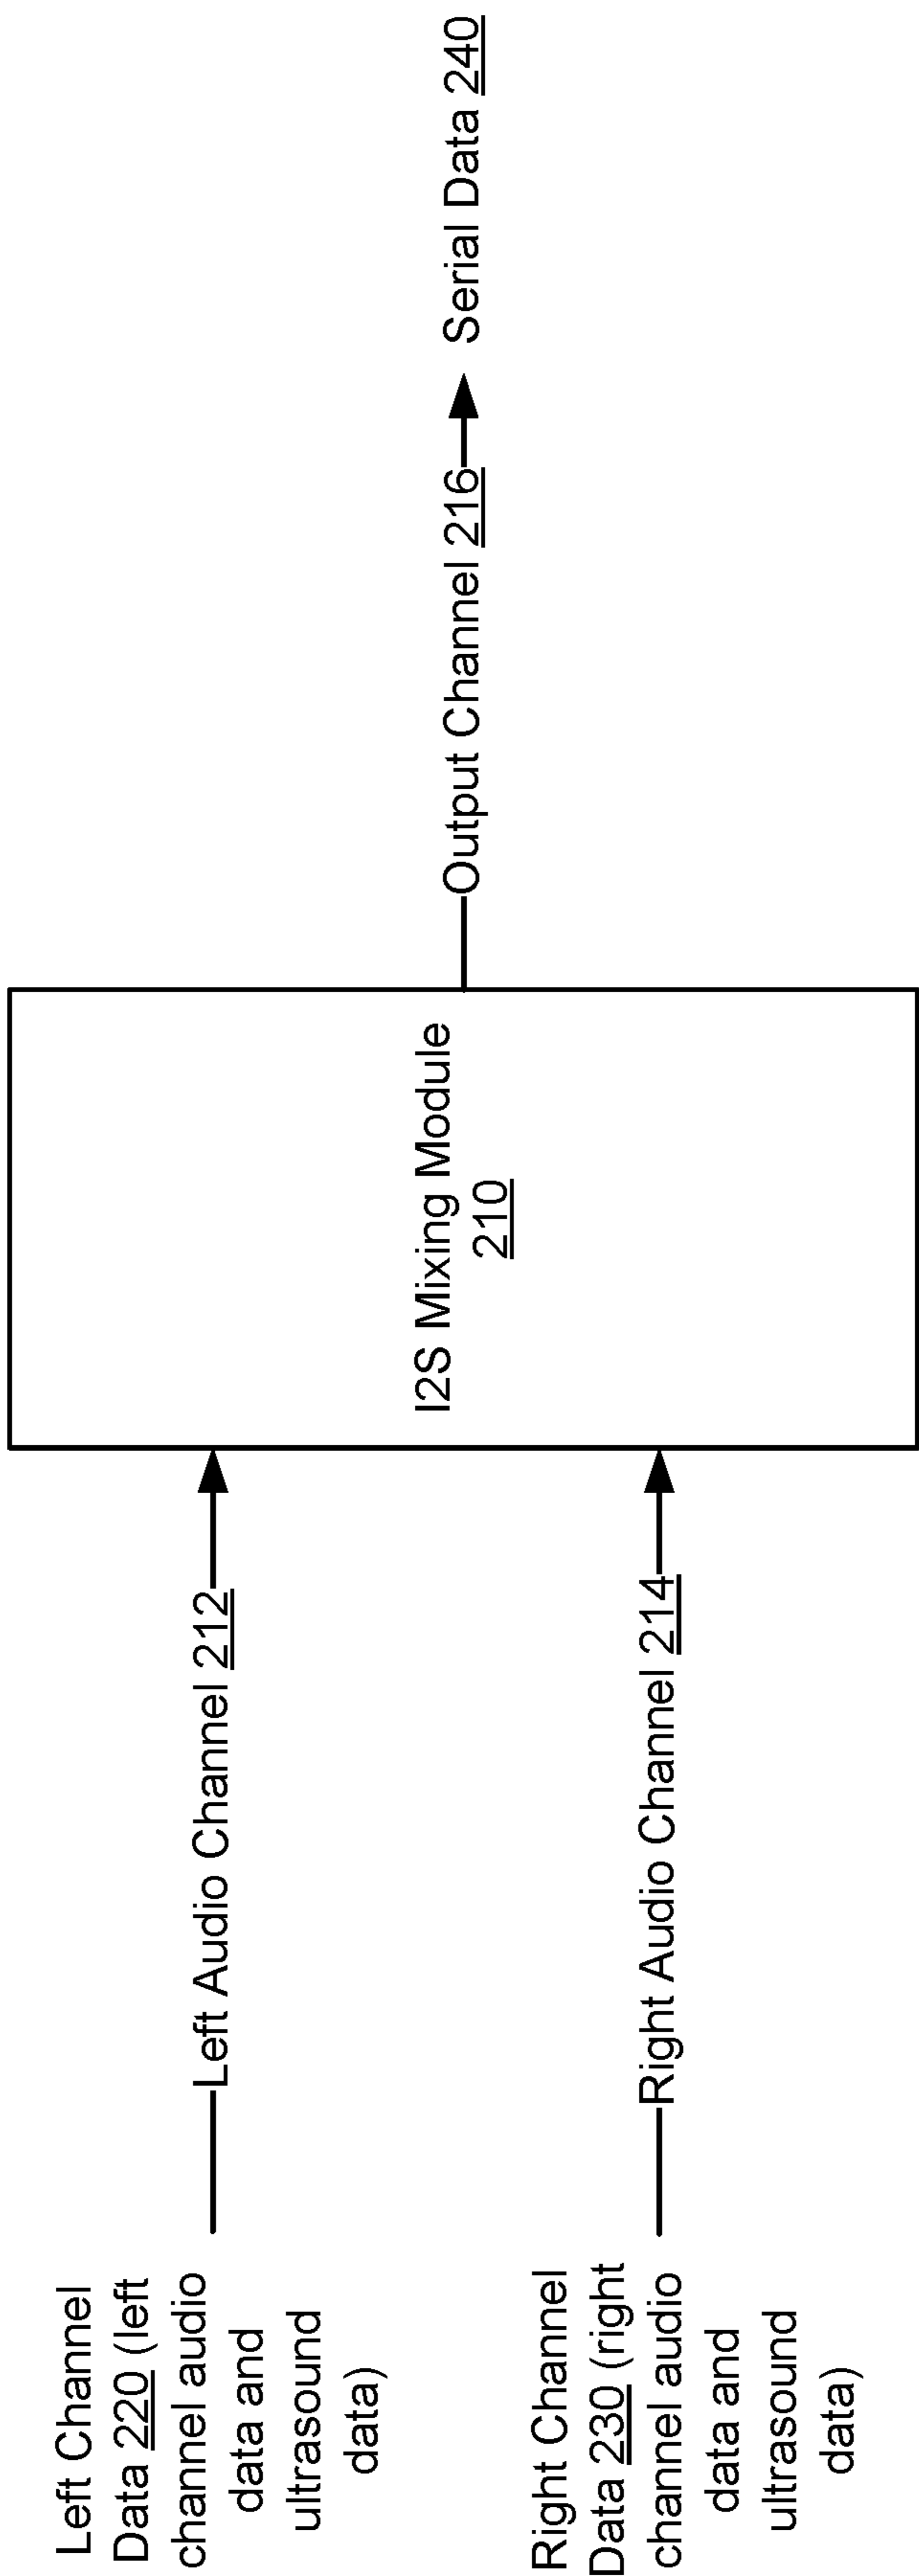 Left Channel
Data 220 (left
channel audio
data and
ultrasound
data)
Left Audio Channel 212
Right Channel
Data 230 (right
channel audio
data and
ultrasound
data)
Right Audio Channel 214
I2S Mixing Module
210
Output Channel 216
Serial Data 240